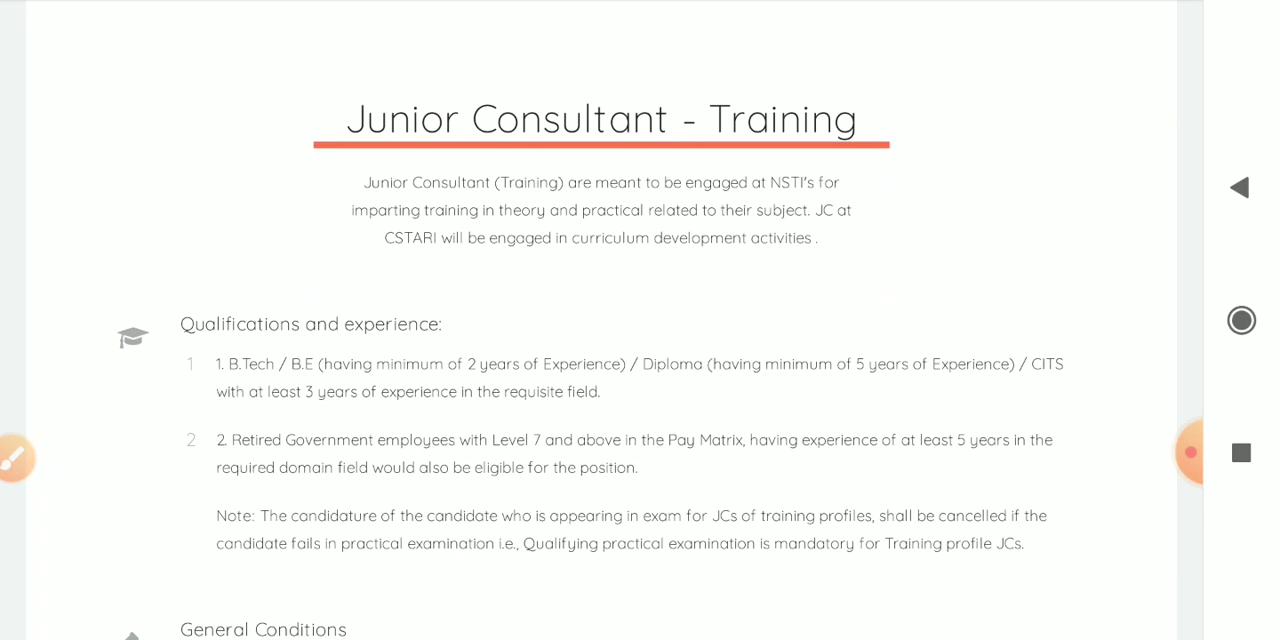 Junior Consultant - Training
Junior Consultant (Training) are meant to be engaged at NSTI's for
imparting training in theory and practical related to their subject. JC at
CSTARI will be engaged in curriculum development activities .
Qualifications and experience:
1 1. B.Tech / B.E (having minimum of 2 years of Experience) / Diploma (having minimum of 5 years of Experience) / CITS
with at least 3 years of experience in the requisite field.
2 2. Retired Government employees with Level 7 and above in the Pay Matrix, having experience of at least 5 years in the
required domain field would also be eligible for the position.
Note: The candidature of the candidate who is appearing in exam for JCs of training profiles, shall be cancelled if the
candidate fails in practical examination i.e., Qualifying practical examination is mandatory for Training profile JCs.
General Conditions